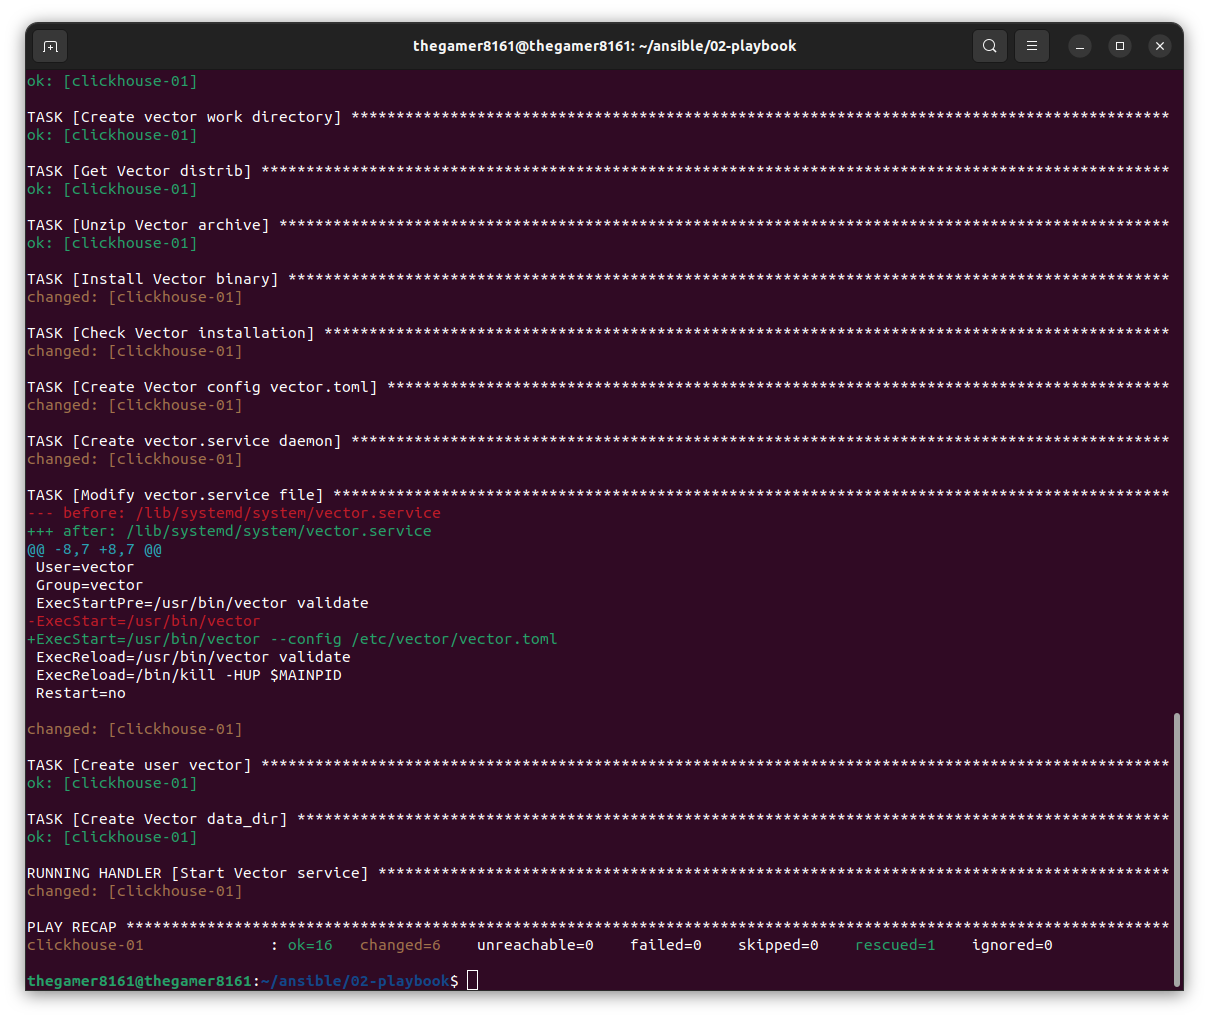 thegamer8161@thegamer8161: ~/ansible/02-playbook
ok: [clickhouse-01]
TASK [Create vector work directory] *******************************************************************************************
ok: [clickhouse-01]
TASK [Get Vector distrib] *****************************************************************************************************
ok: [clickhouse-01]
TASK [Unzip Vector archive] ***************************************************************************************************
ok: [clickhouse-01]
TASK [Install Vector binary] **************************************************************************************************
changed: [clickhouse-01]
TASK [Check Vector installation] **********************************************************************************************
changed: [clickhouse-01]
TASK [Create Vector config vector.toml] ***************************************************************************************
changed: [clickhouse-01]
TASK [Create vector.service daemon] *******************************************************************************************
changed: [clickhouse-01]
TASK [Modify vector.service file] *********************************************************************************************
--- before: /lib/systemd/system/vector.service
+++ after: /lib/systemd/system/vector.service
@@ -8,7 +8,7 @@
 User=vector
 Group=vector
 ExecStartPre=/usr/bin/vector validate
-ExecStart=/usr/bin/vector
+ExecStart=/usr/bin/vector --config /etc/vector/vector.toml
 ExecReload=/usr/bin/vector validate
 ExecReload=/bin/kill -HUP $MAINPID
 Restart=no
changed: [clickhouse-01]
TASK [Create user vector] *****************************************************************************************************
ok: [clickhouse-01]
TASK [Create Vector data_dir] *************************************************************************************************
ok: [clickhouse-01]
RUNNING HANDLER [Start Vector service] ****************************************************************************************
changed: [clickhouse-01]
PLAY RECAP ********************************************************************************************************************
clickhouse-01              : ok=16   changed=6    unreachable=0    failed=0    skipped=0    rescued=1    ignored=0
thegamer8161@thegamer8161:~/ansible/02-playbook$